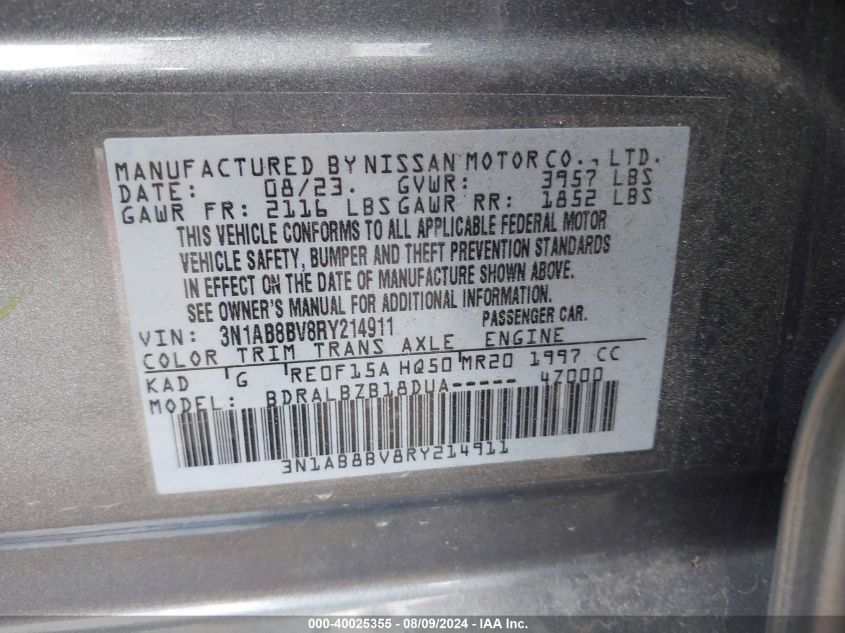 MANUFACTURED BY NISSAN MOTOR CO., LTD.
DATE: 08/23. GVWR: 3957 LBS
GAWR FR: 2116 LBS GAWR RR: 1852 LBS
THIS VEHICLE CONFORMS TO ALL APPLICABLE FEDERAL MOTOR
VEHICLE SAFETY, BUMPER AND THEFT PREVENTION STANDARDS
IN EFFECT ON THE DATE OF MANUFACTURE SHOWN ABOVE.
SEE OWNER'S MANUAL FOR ADDITIONAL INFORMATION.
VIN: 3N1AB8BV8RY214911 PASSENGER CAR.
COLOR TRIM TRANS AXLE ENGINE
KAD G RE0F15A HQ50 MR20 1997 CC
MODEL: BDRALBZB18DUA----- 4Z000
3N1AB8BV8RY214911
000-40025355 - 08/09/2024 - IAA Inc.